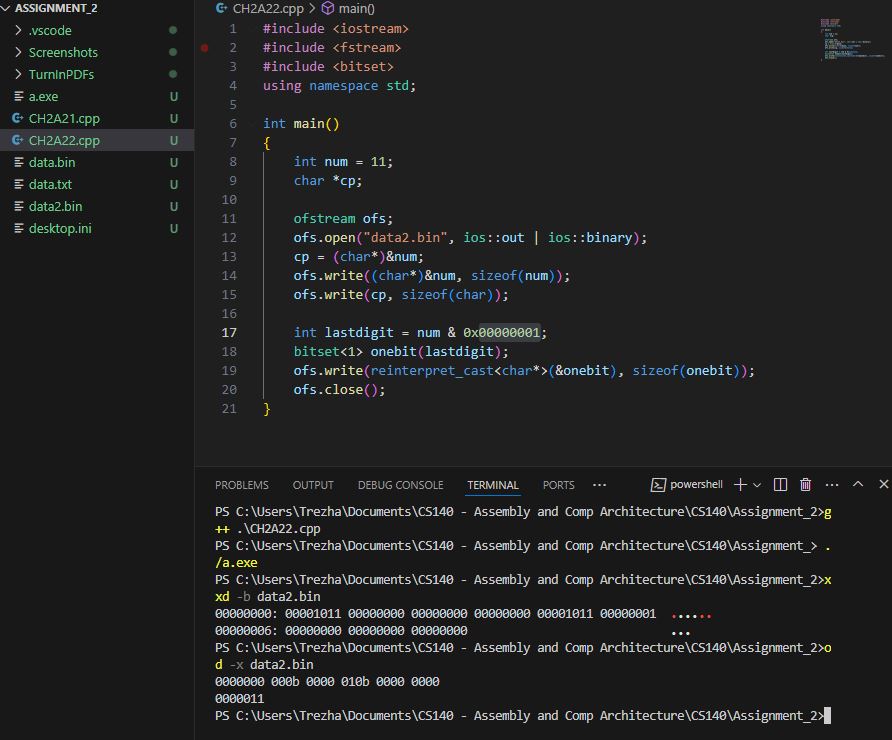 ASSIGNMENT_2
.vscode
Screenshots
TurnInPDFs
a.exe U
CH2A21.cpp U
CH2A22.cpp U
data.bin U
data.txt U
data2.bin U
desktop.ini U
CH2A22.cpp > main()
1 #include <iostream>
2 #include <fstream>
3 #include <bitset>
4 using namespace std;
5
6 int main()
7 {
8     int num = 11;
9     char *cp;
10
11     ofstream ofs;
12     ofs.open("data2.bin", ios::out | ios::binary);
13     cp = (char*)&num;
14     ofs.write((char*)&num, sizeof(num));
15     ofs.write(cp, sizeof(char));
16
17     int lastdigit = num & 0x00000001;
18     bitset<1> onebit(lastdigit);
19     ofs.write(reinterpret_cast<char*>(&onebit), sizeof(onebit));
20     ofs.close();
21 }
PROBLEMS OUTPUT DEBUG CONSOLE TERMINAL PORTS ... powershell
PS C:\Users\Trezha\Documents\CS140 - Assembly and Comp Architecture\CS140\Assignment_2>g
++ .\CH2A22.cpp
PS C:\Users\Trezha\Documents\CS140 - Assembly and Comp Architecture\CS140\Assignment_> .
/a.exe
PS C:\Users\Trezha\Documents\CS140 - Assembly and Comp Architecture\CS140\Assignment_2>x
xd -b data2.bin
00000000: 00001011 00000000 00000000 00000000 00001011 00000001  ......
00000006: 00000000 00000000 00000000                             ...
PS C:\Users\Trezha\Documents\CS140 - Assembly and Comp Architecture\CS140\Assignment_2>o
d -x data2.bin
0000000 000b 0000 010b 0000 0000
0000011
PS C:\Users\Trezha\Documents\CS140 - Assembly and Comp Architecture\CS140\Assignment_2>